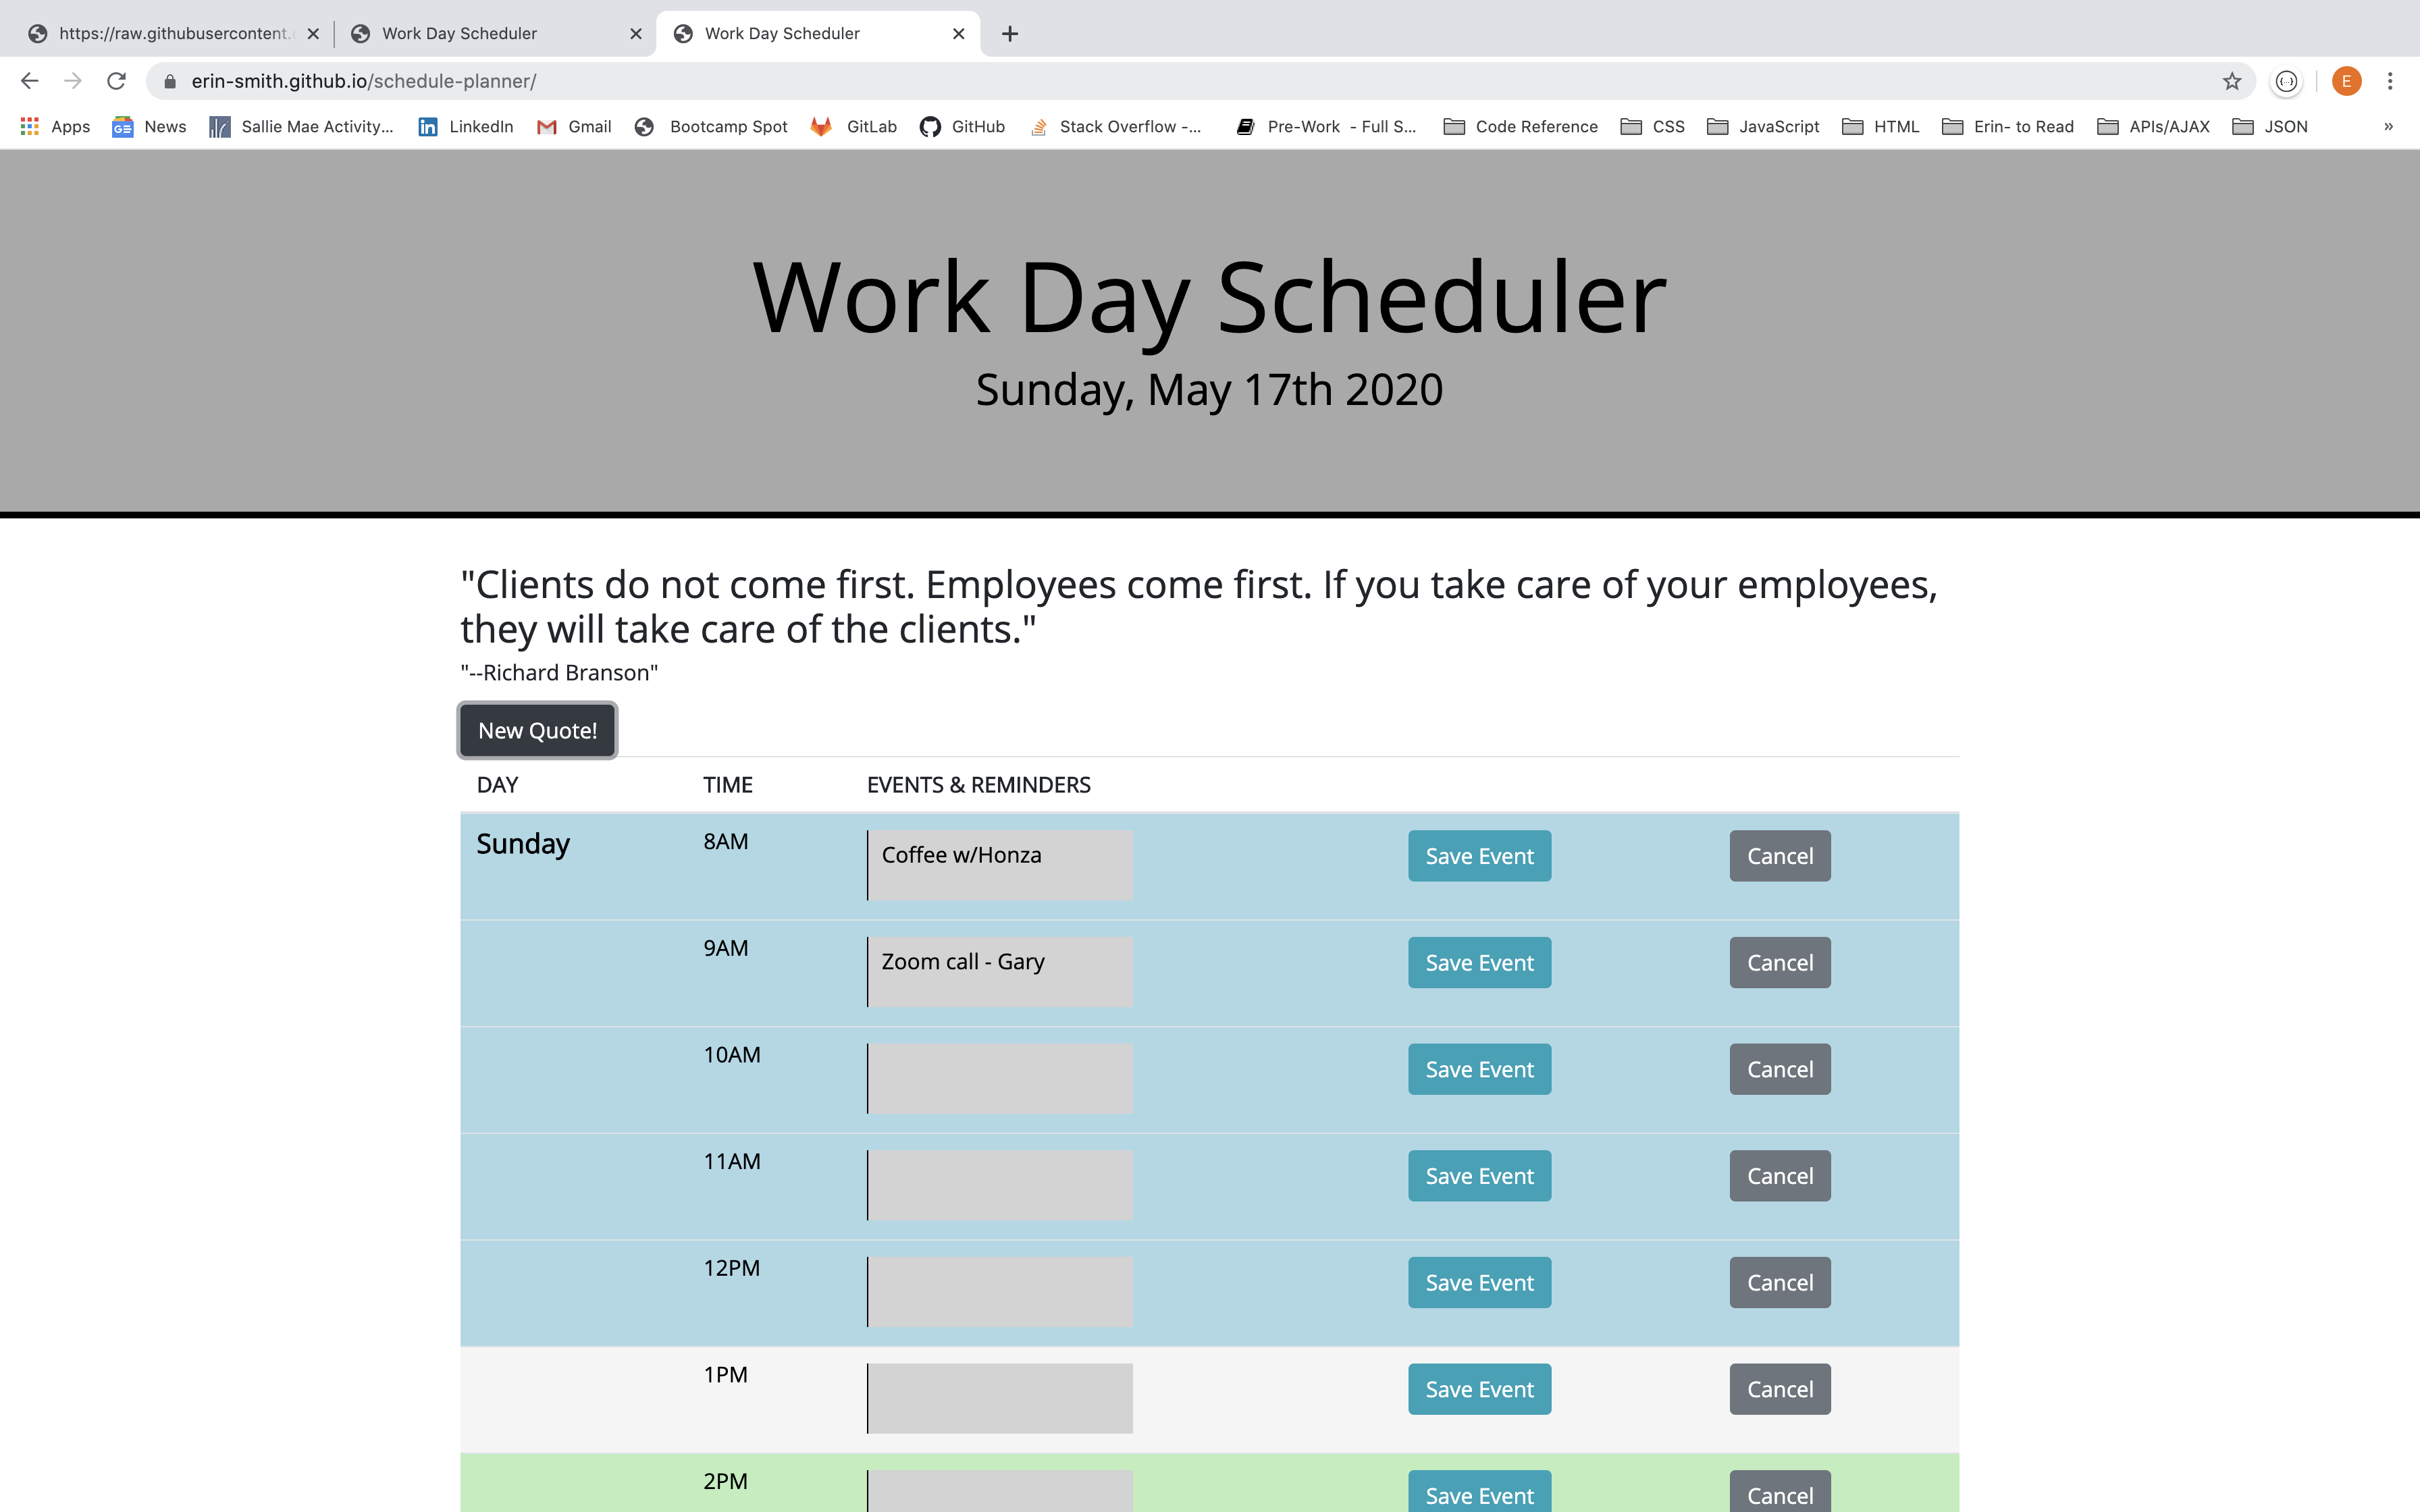 https://raw.githubusercontent.
Work Day Scheduler
Work Day Scheduler
erin-smith.github.io/schedule-planner/
E
Apps
News
Sallie Mae Activity...
LinkedIn
Gmail
Bootcamp Spot
GitLab
GitHub
Stack Overflow -...
Pre-Work - Full S...
Code Reference
CSS
JavaScript
HTML
Erin- to Read
APIs/AJAX
JSON
»
Work Day Scheduler
Sunday, May 17th 2020
"Clients do not come first. Employees come first. If you take care of your employees,
they will take care of the clients."
"--Richard Branson"
New Quote!
DAY TIME EVENTS & REMINDERS
Sunday 8AM Coffee w/Honza Save Event Cancel
9AM Zoom call - Gary Save Event Cancel
10AM Save Event Cancel
11AM Save Event Cancel
12PM Save Event Cancel
1PM Save Event Cancel
2PM Save Event Cancel